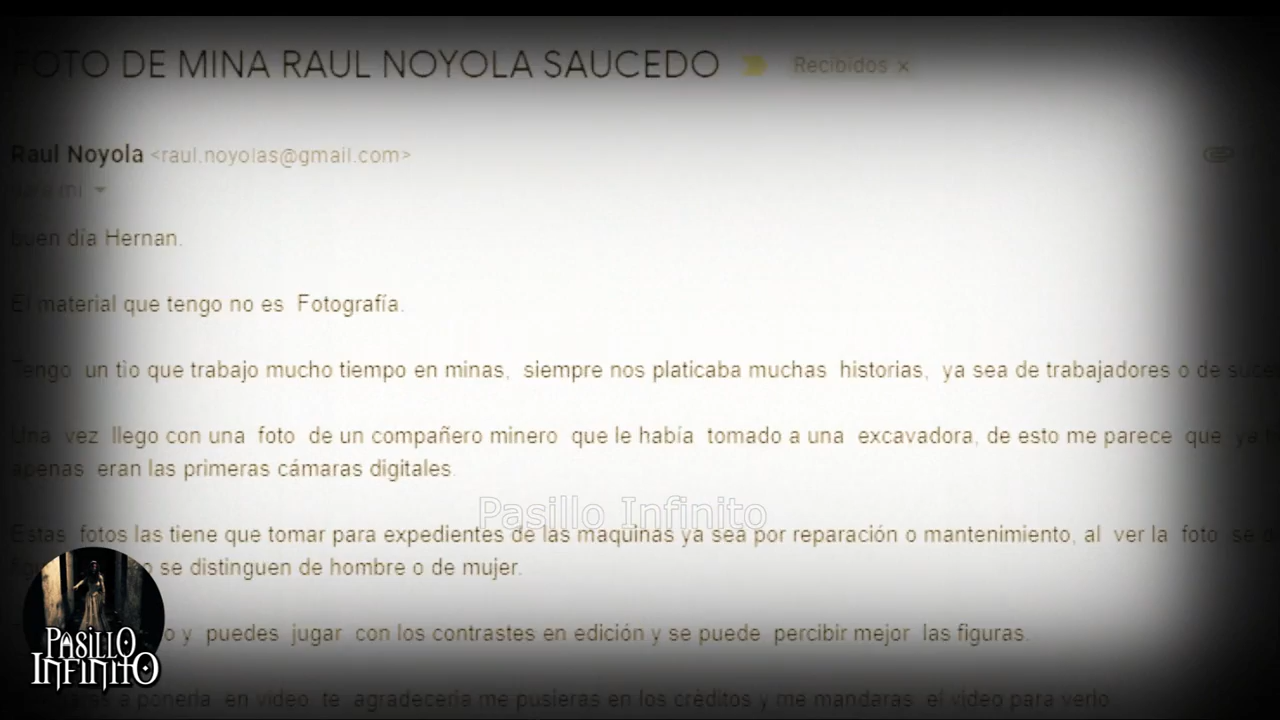 FOTO DE MINA RAUL NOYOLA SAUCEDO Recibidos ×
Raul Noyola <raul.noyolas@gmail.com>
para mi
Buen día Hernan.
El material que tengo no es Fotografía.
Tengo un tio que trabajo mucho tiempo en minas, siempre nos platicaba muchas historias, ya sea de trabajadores o de
Una vez llego con una foto de un compañero minero que le había tomado a una excavadora, de esto me parece que ya
apenas eran las primeras cámaras digitales.
Pasillo Infinito
Estas fotos las tiene que tomar para expedientes de las maquinas ya sea por reparación o mantenimiento, al ver la foto se
se distinguen de hombre o de mujer.
y puedes jugar con los contrastes en edición y se puede percibir mejor las figuras.
a ponerla en video te agradecería me pusieras en los crèditos y me mandaras el video para verlo
PASILLO
INFINITO